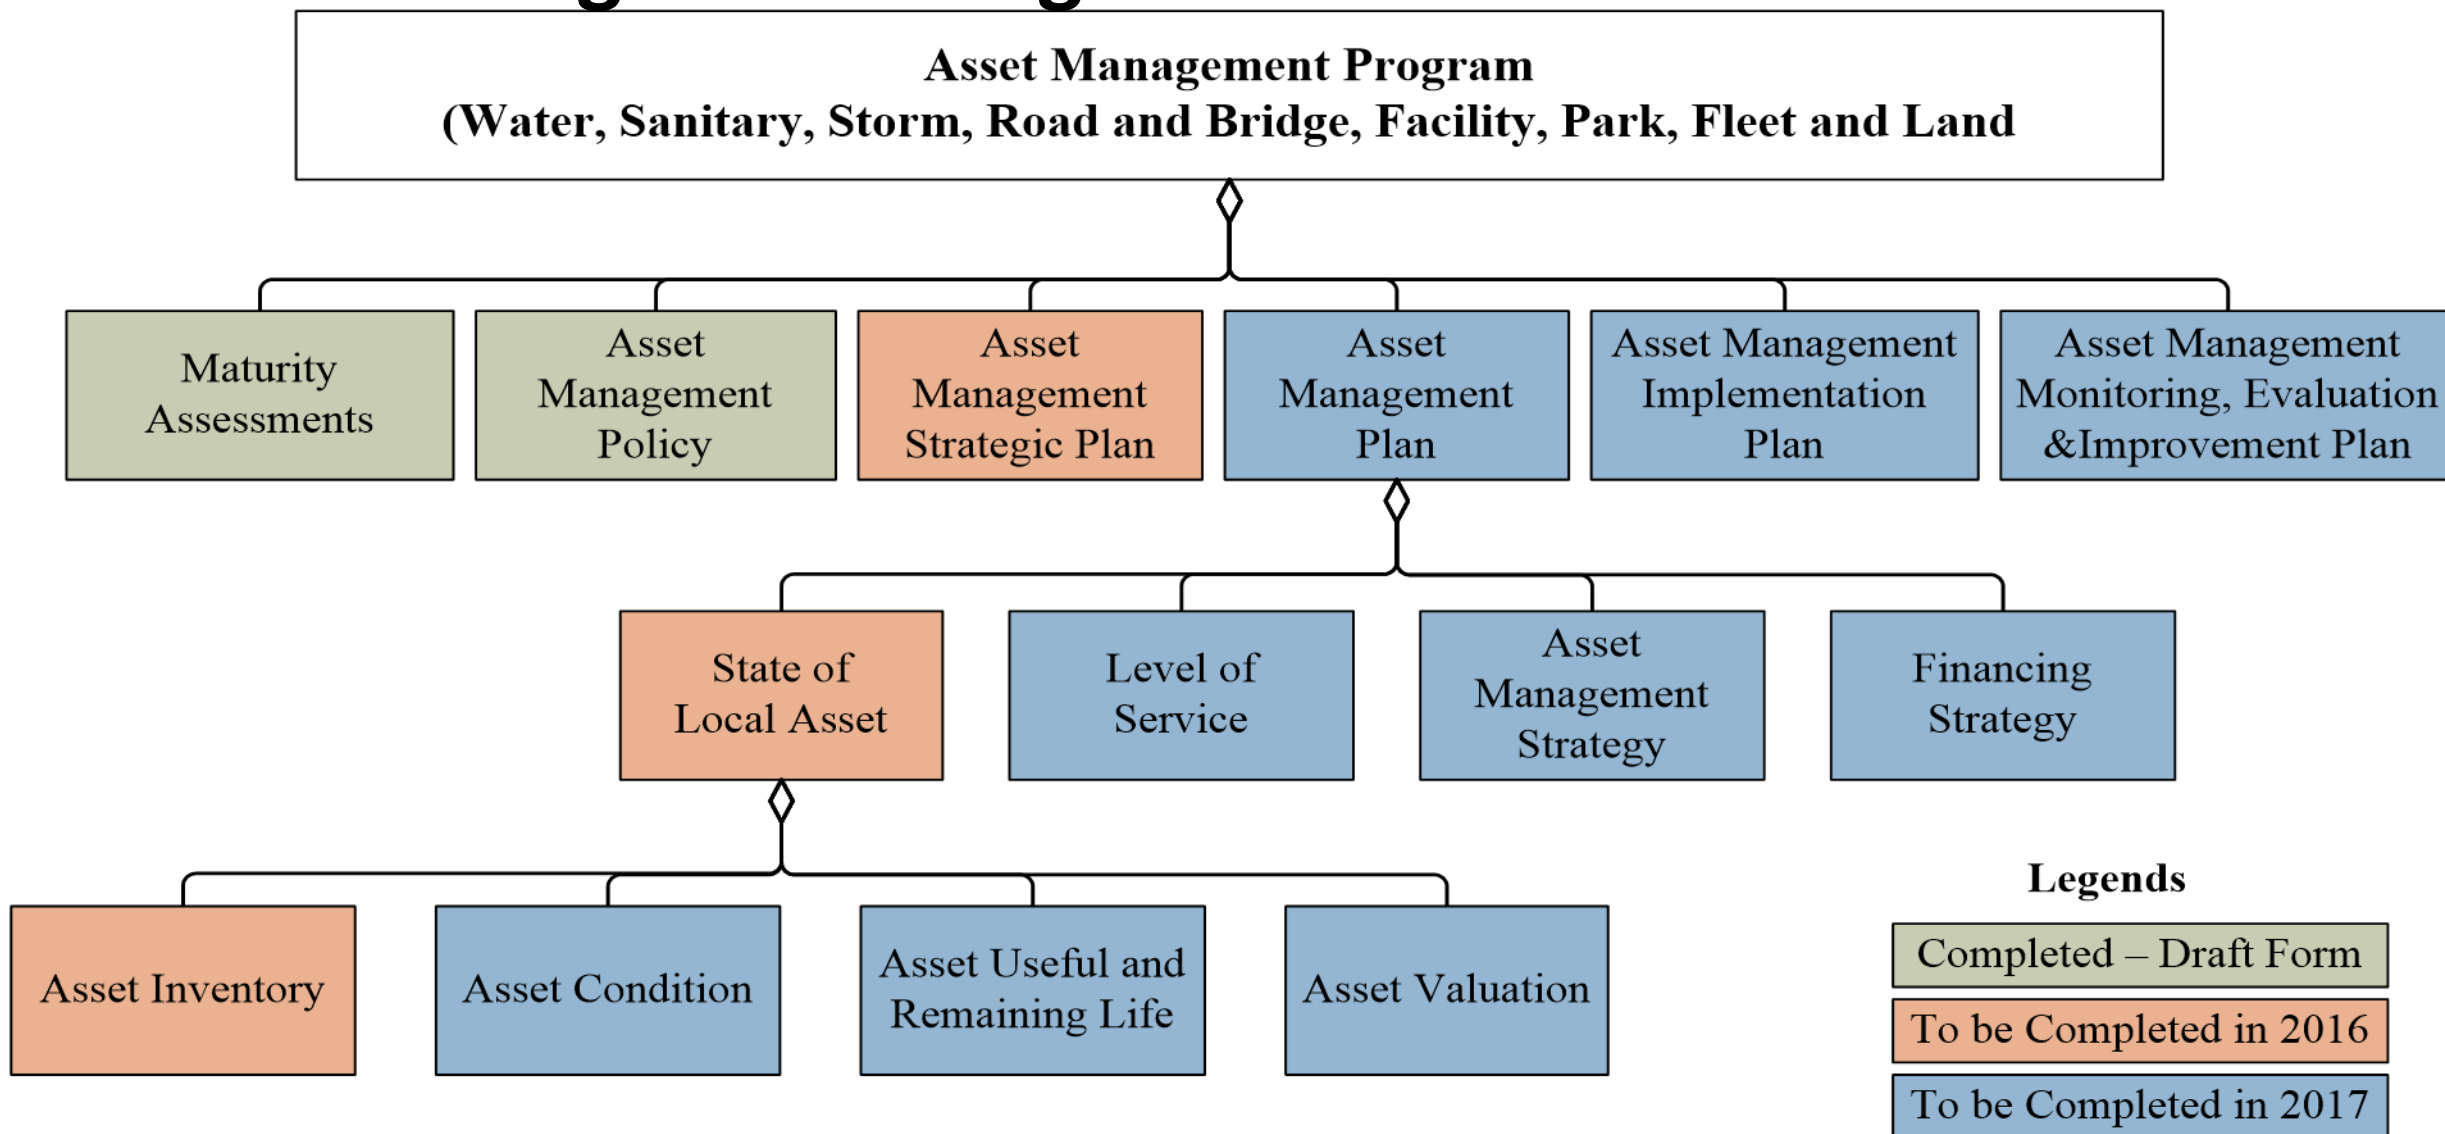 Asset Management Program
(Water, Sanitary, Storm, Road and Bridge, Facility, Park, Fleet and Land
Maturity
Assessments
Asset
Management
Policy
Asset
Management
Strategic Plan
Asset
Management
Plan
Asset Management
Implementation
Plan
Asset Management
Monitoring, Evaluation
&Improvement Plan
State of
Local Asset
Level of
Service
Asset
Management
Strategy
Financing
Strategy
Asset Inventory
Asset Condition
Asset Useful and
Remaining Life
Asset Valuation
Legends
Completed – Draft Form
To be Completed in 2016
To be Completed in 2017